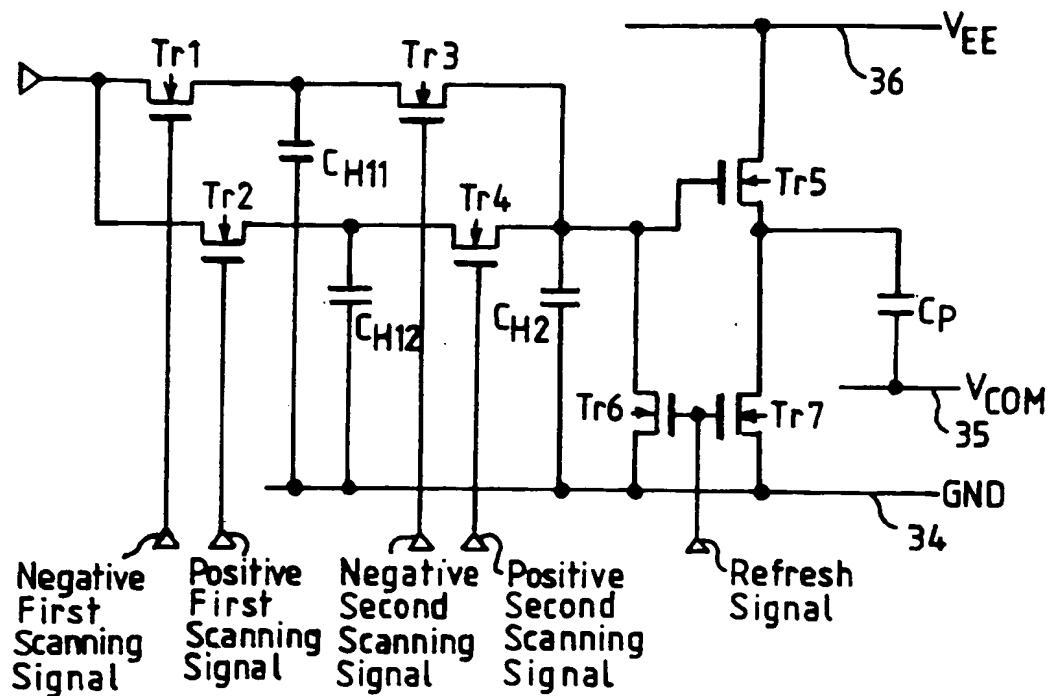 VEE
36
Tr1
Tr3
CH11
Tr2
Tr4
Tr5
CH12
CH2
CP
VCOM
35
Tr6
Tr7
GND
34
Negative
First
Scanning
Signal
Positive
First
Scanning
Signal
Negative
Second
Scanning
Signal
Positive
Second
Scanning
Signal
Refresh
Signal